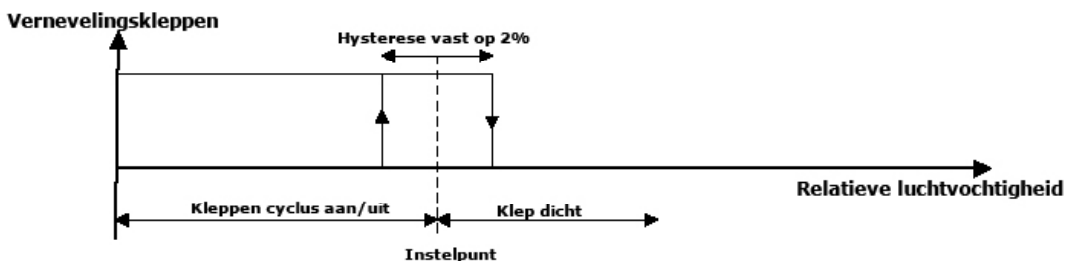 Vernevelingskleppen
Hysterese vast op 2%
Relatieve luchtvochtigheid
Kleppen cyclus aan/uit
Klep dicht
Instelpunt